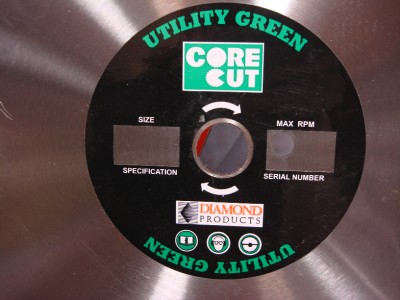 UTILITY GREEN
CORE
CUT
SIZE
MAX RPM
SPECIFICATION
SERIAL NUMBER
DIAMOND
PRODUCTS
UTILITY GREEN